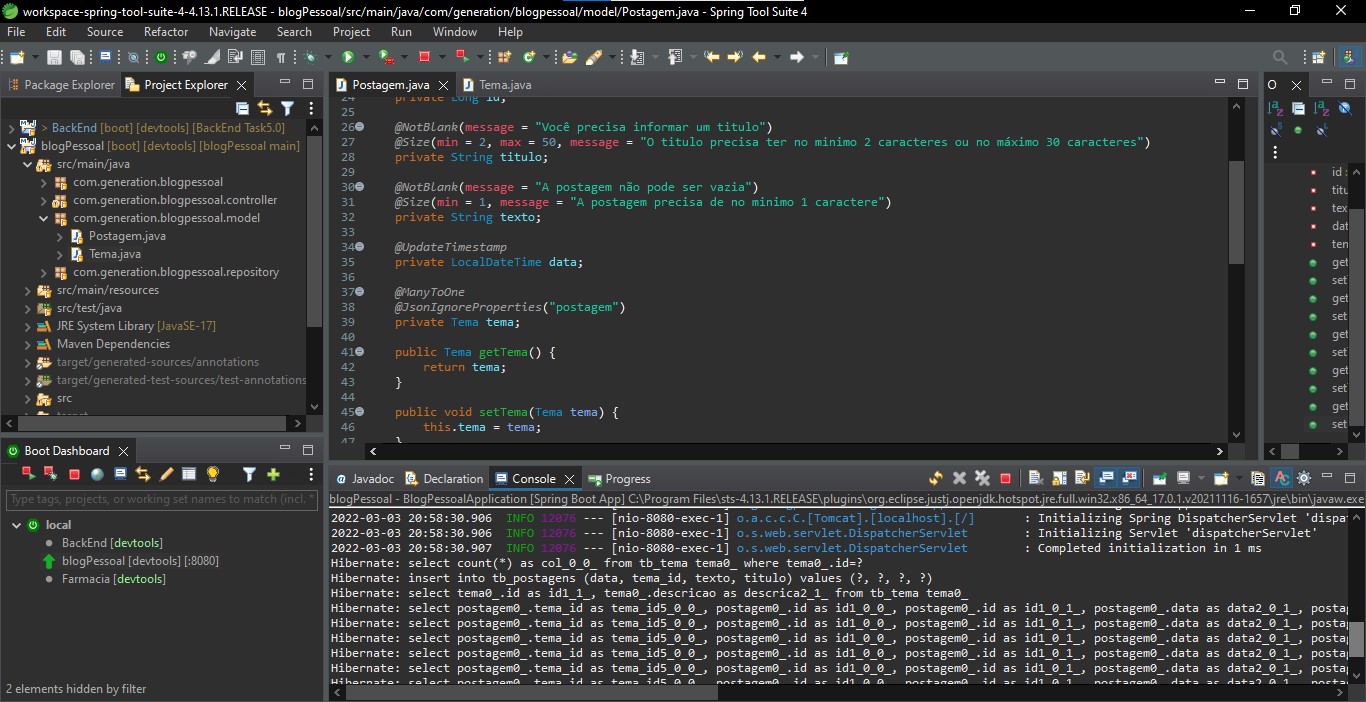 workspace-spring-tool-suite-4-4.13.1.RELEASE - blogPessoal/src/main/java/com/generation/blogpessoal/model/Postagem.java - Spring Tool Suite 4
File Edit Source Refactor Navigate Search Project Run Window Help
Package Explorer Project Explorer
> BackEnd [boot] [devtools] [BackEnd Task5.0]
blogPessoal [boot] [devtools] [blogPessoal main]
src/main/java
com.generation.blogpessoal
com.generation.blogpessoal.controller
com.generation.blogpessoal.model
Postagem.java
Tema.java
com.generation.blogpessoal.repository
src/main/resources
src/test/java
JRE System Library [JavaSE-17]
Maven Dependencies
target/generated-sources/annotations
target/generated-test-sources/test-annotations
src
target
Boot Dashboard
Type tags, projects, or working set names to match (incl. *
local
BackEnd [devtools]
blogPessoal [devtools] [:8080]
Farmacia [devtools]
2 elements hidden by filter
Postagem.java Tema.java
24 private Long id;
25
26 @NotBlank(message = "Você precisa informar um titulo")
27 @Size(min = 2, max = 50, message = "O titulo precisa ter no minimo 2 caracteres ou no máximo 30 caracteres")
28 private String titulo;
29
30 @NotBlank(message = "A postagem não pode ser vazia")
31 @Size(min = 1, message = "A postagem precisa de no minimo 1 caractere")
32 private String texto;
33
34 @UpdateTimestamp
35 private LocalDateTime data;
36
37 @ManyToOne
38 @JsonIgnoreProperties("postagem")
39 private Tema tema;
40
41 public Tema getTema() {
42 return tema;
43 }
44
45 public void setTema(Tema tema) {
46 this.tema = tema;
47 }
O
id :
titu
tex
dat
ten
get
set
get
set
get
set
get
set
get
set
Javadoc Declaration Console Progress
blogPessoal - BlogPessoalApplication [Spring Boot App] C:\Program Files\sts-4.13.1.RELEASE\plugins\org.eclipse.justj.openjdk.hotspot.jre.full.win32.x86_64_17.0.1.v20211116-1657\jre\bin\javaw.exe
2022-03-03 20:58:30.906 INFO 12076 --- [nio-8080-exec-1] o.a.c.c.C.[Tomcat].[localhost].[/] : Initializing Spring DispatcherServlet 'dispat
2022-03-03 20:58:30.906 INFO 12076 --- [nio-8080-exec-1] o.s.web.servlet.DispatcherServlet : Initializing Servlet 'dispatcherServlet'
2022-03-03 20:58:30.907 INFO 12076 --- [nio-8080-exec-1] o.s.web.servlet.DispatcherServlet : Completed initialization in 1 ms
Hibernate: select count(*) as col_0_0_ from tb_tema tema0_ where tema0_.id=?
Hibernate: insert into tb_postagens (data, tema_id, texto, titulo) values (?, ?, ?, ?)
Hibernate: select tema0_.id as id1_1_, tema0_.descricao as descrica2_1_ from tb_tema tema0_
Hibernate: select postagem0_.tema_id as tema_id5_0_0_, postagem0_.id as id1_0_0_, postagem0_.id as id1_0_1_, postagem0_.data as data2_0_1_, postag
Hibernate: select postagem0_.tema_id as tema_id5_0_0_, postagem0_.id as id1_0_0_, postagem0_.id as id1_0_1_, postagem0_.data as data2_0_1_, postag
Hibernate: select postagem0_.tema_id as tema_id5_0_0_, postagem0_.id as id1_0_0_, postagem0_.id as id1_0_1_, postagem0_.data as data2_0_1_, postag
Hibernate: select postagem0_.tema_id as tema_id5_0_0_, postagem0_.id as id1_0_0_, postagem0_.id as id1_0_1_, postagem0_.data as data2_0_1_, postag
Hibernate: select postagem0_.tema_id as tema_id5_0_0_, postagem0_.id as id1_0_0_, postagem0_.id as id1_0_1_, postagem0_.data as data2_0_1_, postag
Hibernate: select postagem0_.tema_id as tema_id5_0_0_, postagem0_.id as id1_0_0_, postagem0_.id as id1_0_1_, postagem0_.data as data2_0_1_, postag